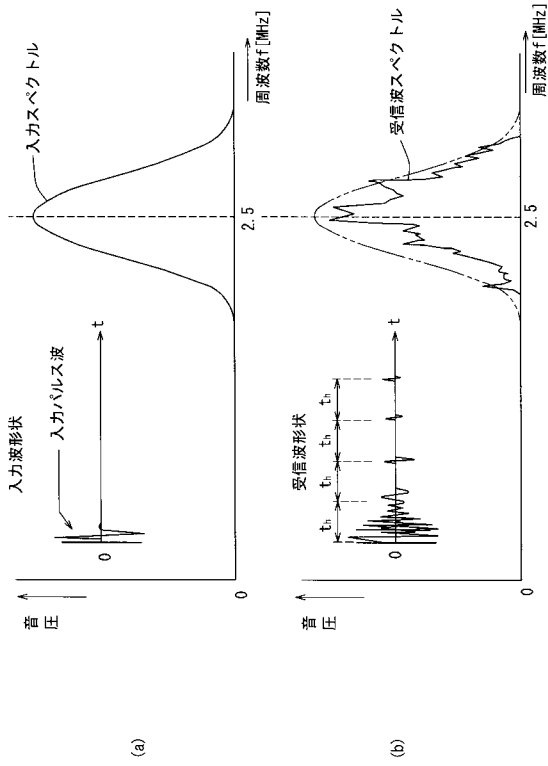 (a)
音圧
入力波形状
入力パルス波
t
0
入力スペクトル
0
2.5
周波数f[MHz]
(b)
音圧
受信波形状
th
th
th
th
t
0
受信波スペクトル
0
2.5
周波数f[MHz]